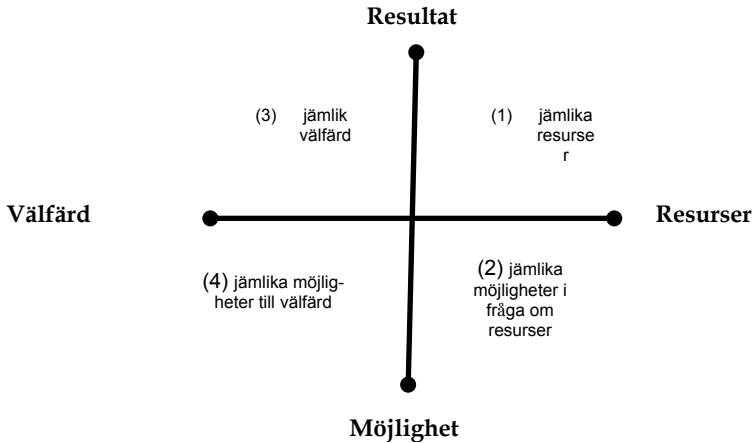 Resultat
(3) jämlik
välfärd
(1) jämlika
resurse
r
Välfärd
Resurser
(4) jämlika möjlig-
heter till välfärd
(2) jämlika
möjligheter i
fråga om
resurser
Möjlighet